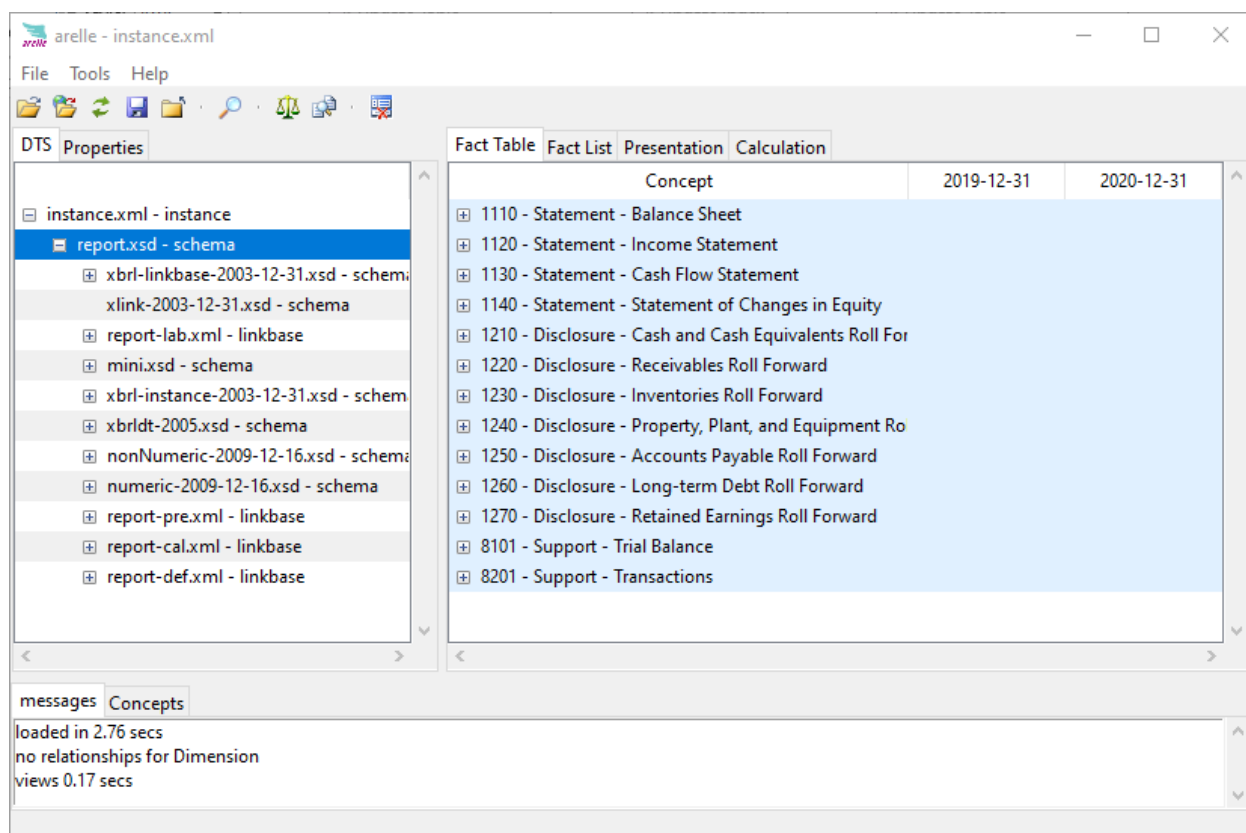 arelle - instance.xml
File Tools Help
DTS Properties
instance.xml - instance
report.xsd - schema
xbrl-linkbase-2003-12-31.xsd - schema
xlink-2003-12-31.xsd - schema
report-lab.xml - linkbase
mini.xsd - schema
xbrl-instance-2003-12-31.xsd - schem
xbrldt-2005.xsd - schema
nonNumeric-2009-12-16.xsd - schema
numeric-2009-12-16.xsd - schema
report-pre.xml - linkbase
report-cal.xml - linkbase
report-def.xml - linkbase
Fact Table Fact List Presentation Calculation
Concept 2019-12-31 2020-12-31
1110 - Statement - Balance Sheet
1120 - Statement - Income Statement
1130 - Statement - Cash Flow Statement
1140 - Statement - Statement of Changes in Equity
1210 - Disclosure - Cash and Cash Equivalents Roll For
1220 - Disclosure - Receivables Roll Forward
1230 - Disclosure - Inventories Roll Forward
1240 - Disclosure - Property, Plant, and Equipment Ro
1250 - Disclosure - Accounts Payable Roll Forward
1260 - Disclosure - Long-term Debt Roll Forward
1270 - Disclosure - Retained Earnings Roll Forward
8101 - Support - Trial Balance
8201 - Support - Transactions
messages Concepts
loaded in 2.76 secs
no relationships for Dimension
views 0.17 secs